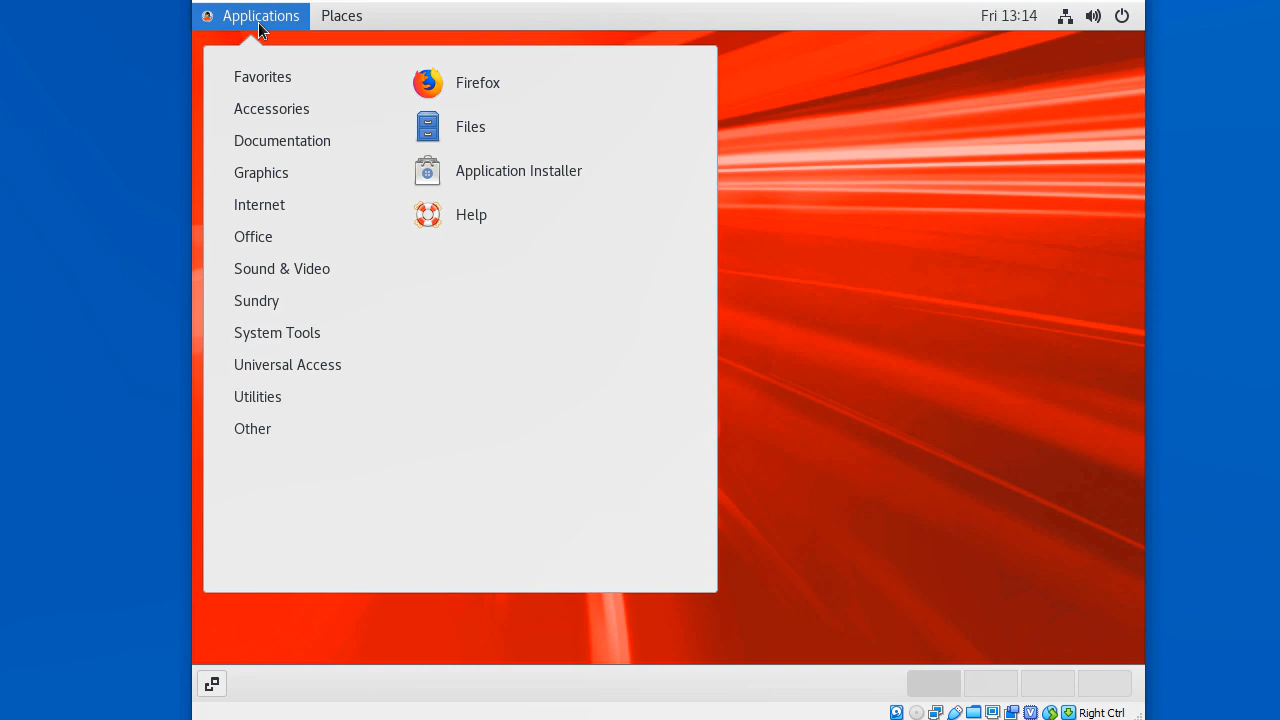 Applications Places Fri 13:14
Favorites
Accessories
Documentation
Graphics
Internet
Office
Sound & Video
Sundry
System Tools
Universal Access
Utilities
Other
Firefox
Files
Application Installer
Help
V Right Ctrl